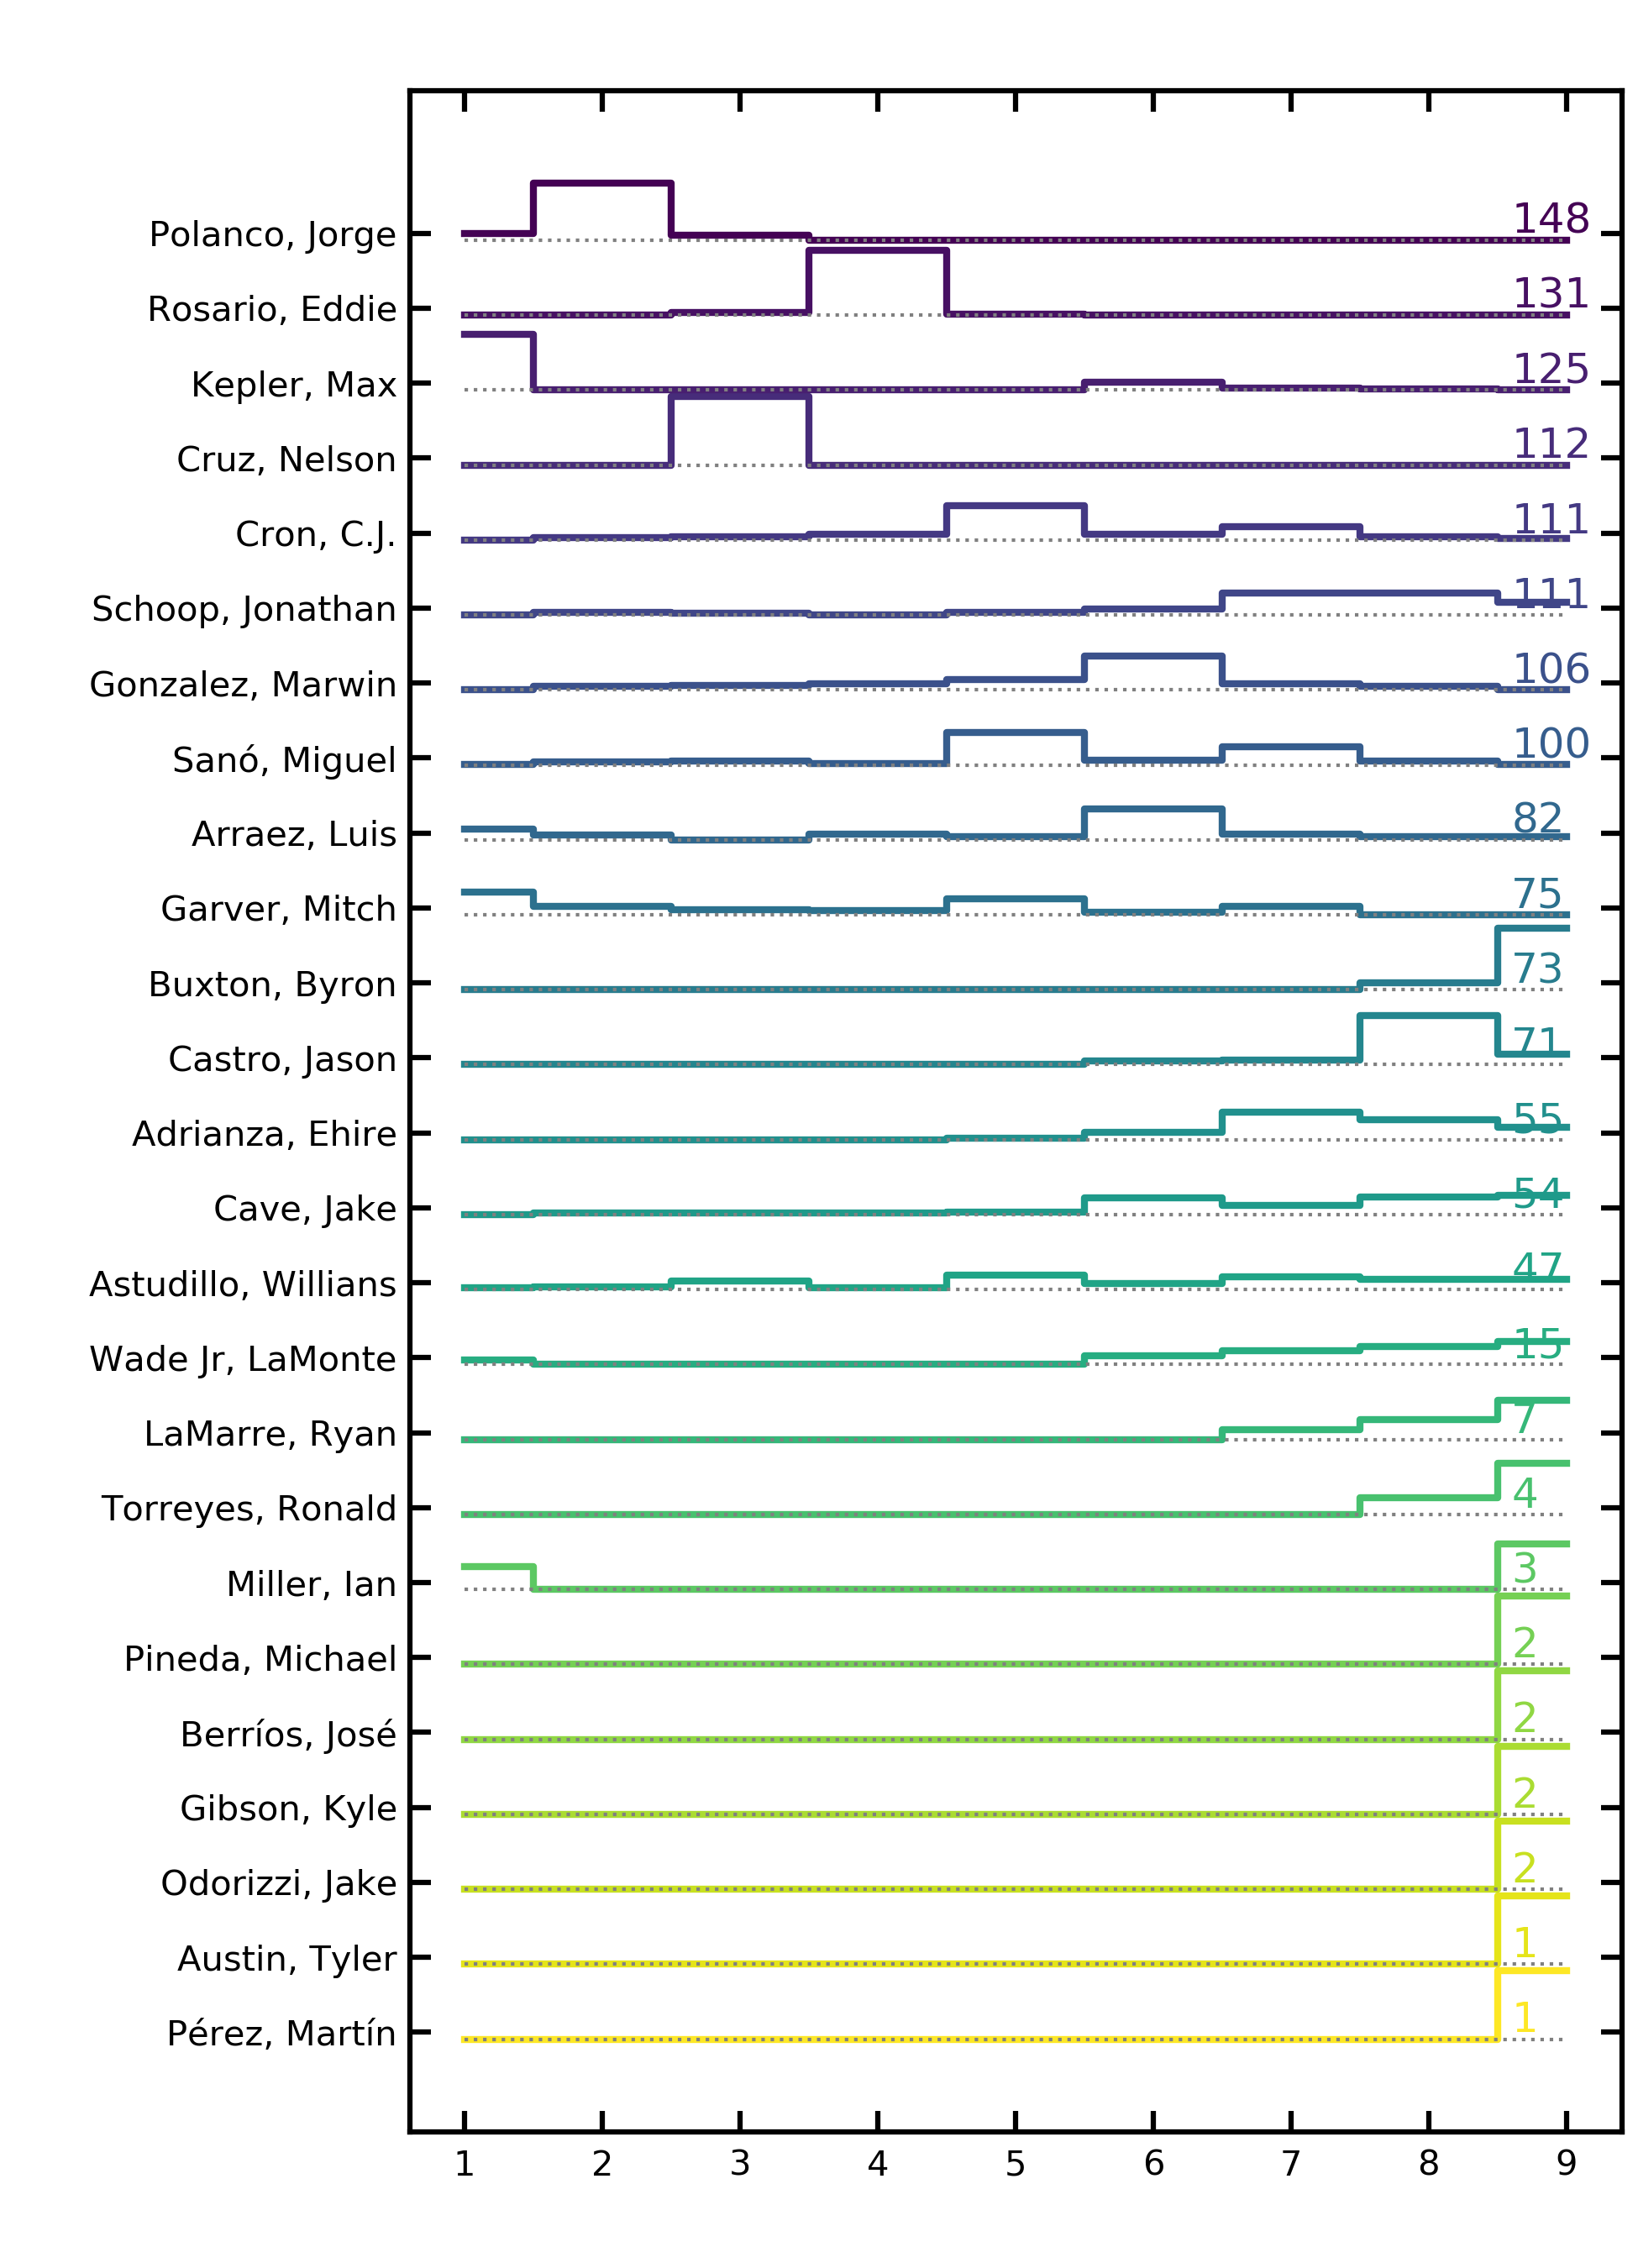 Polanco, Jorge 148
Rosario, Eddie 131
Kepler, Max 125
Cruz, Nelson 112
Cron, C.J. 111
Schoop, Jonathan 111
Gonzalez, Marwin 106
Sanó, Miguel 100
Arraez, Luis 82
Garver, Mitch 75
Buxton, Byron 73
Castro, Jason 71
Adrianza, Ehire 55
Cave, Jake 54
Astudillo, Willians 47
Wade Jr, LaMonte 15
LaMarre, Ryan 7
Torreyes, Ronald 4
Miller, Ian 3
Pineda, Michael 2
Berríos, José 2
Gibson, Kyle 2
Odorizzi, Jake 2
Austin, Tyler 1
Pérez, Martín 1
1 2 3 4 5 6 7 8 9